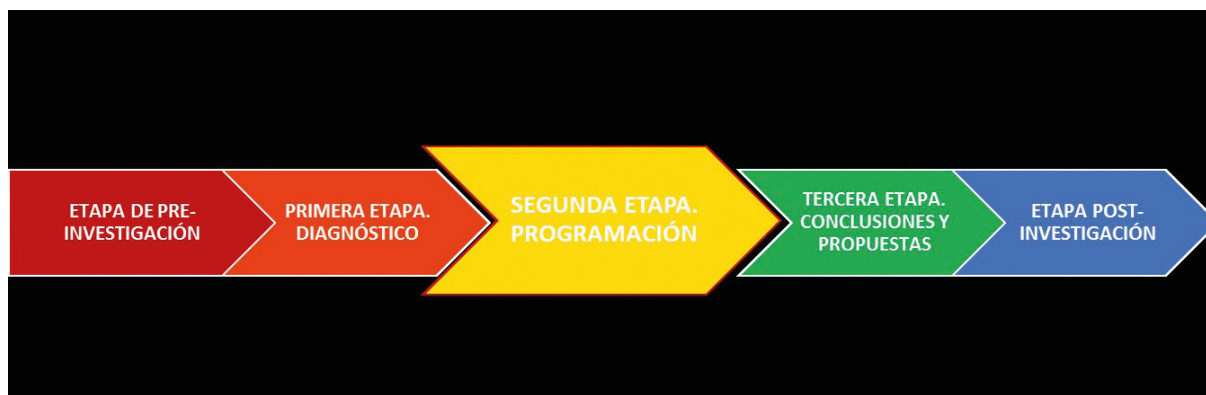 ETAPA DE PRE-
INVESTIGACIÓN
PRIMERA ETAPA.
DIAGNÓSTICO
SEGUNDA ETAPA.
PROGRAMACIÓN
TERCERA ETAPA.
CONCLUSIONES Y
PROPUESTAS
ETAPA POST-
INVESTIGACIÓN